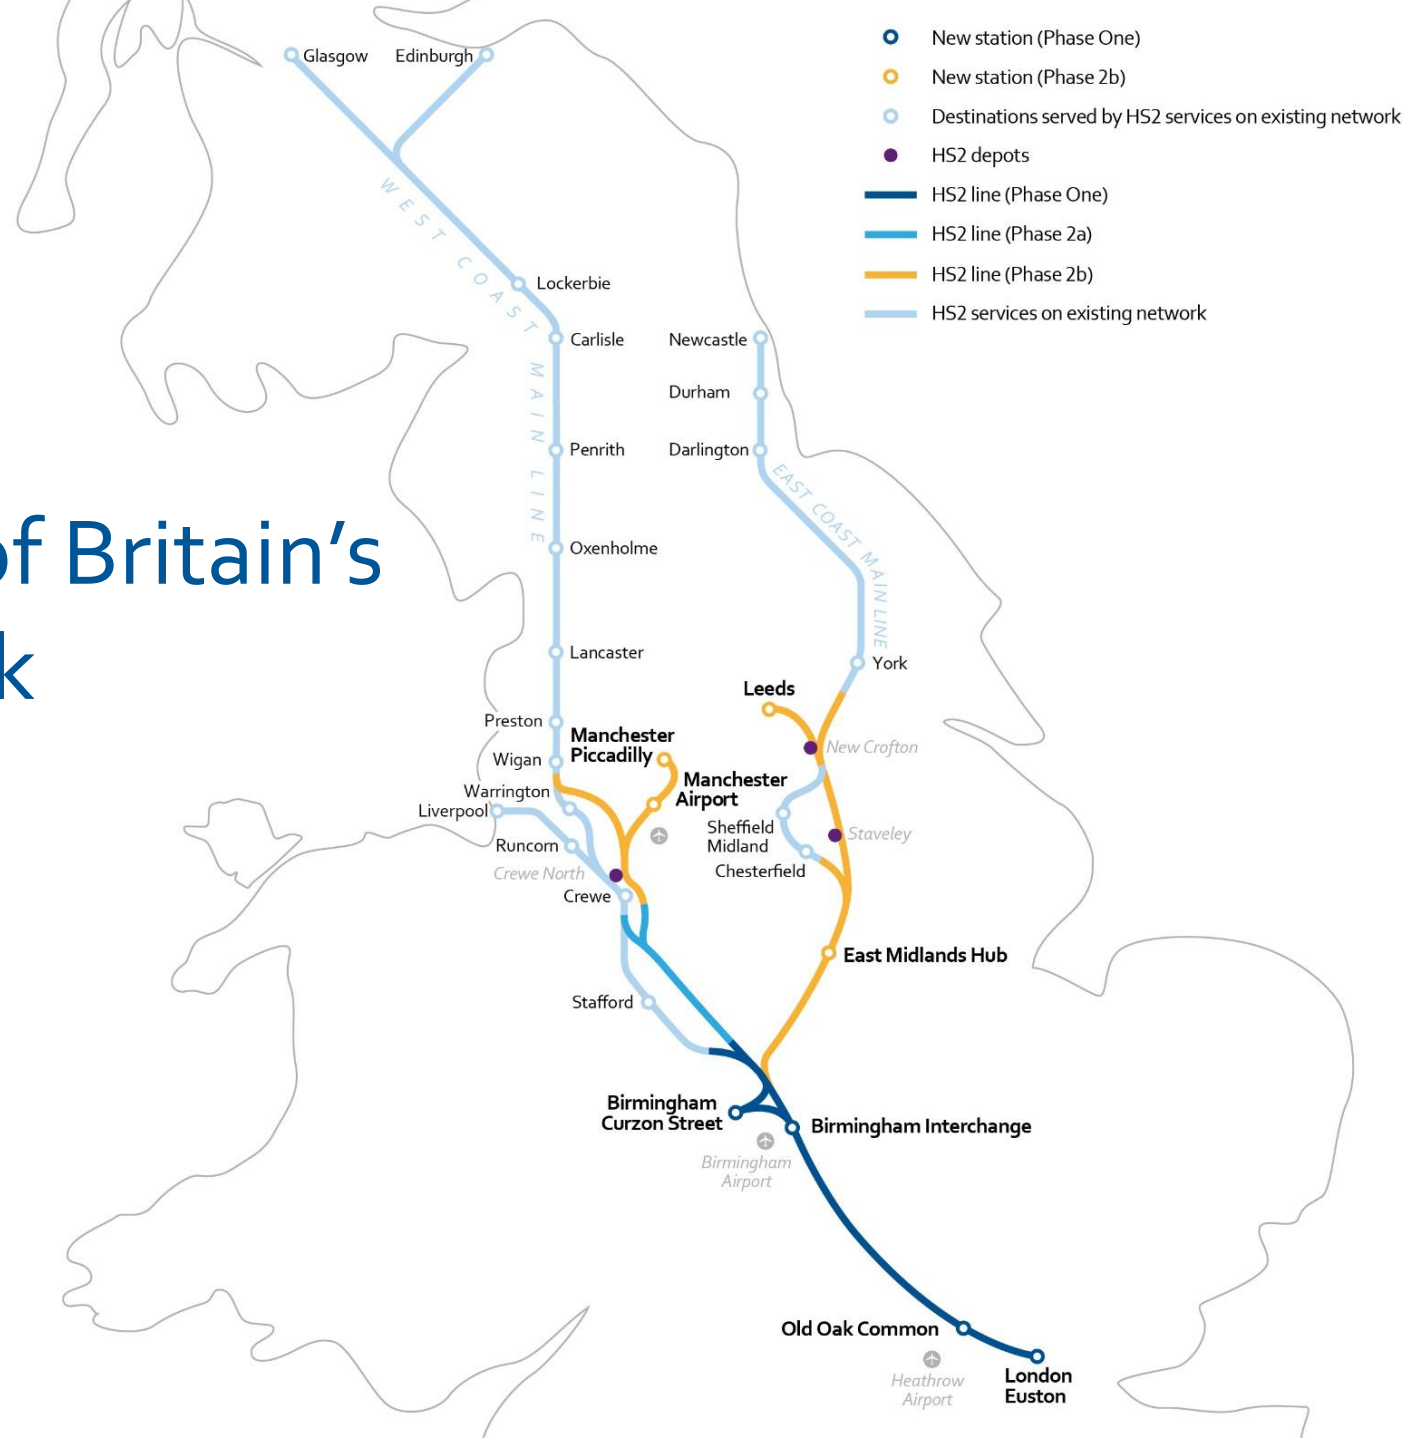 Glasgow
Edinburgh
New station (Phase One)
New station (Phase 2b)
Destinations served by HS2 services on existing network
HS2 depots
HS2 line (Phase One)
HS2 line (Phase 2a)
HS2 line (Phase 2b)
HS2 services on existing network
WEST COAST MAIN LINE
Lockerbie
Carlisle
Newcastle
Durham
Penrith
Darlington
EAST COAST MAIN LINE
of Britain’s
k
Oxenholme
Lancaster
York
Leeds
Preston
Manchester
Piccadilly
New Crofton
Wigan
Manchester
Airport
Warrington
Liverpool
Sheffield
Midland
Staveley
Runcorn
Crewe North
Chesterfield
Crewe
East Midlands Hub
Stafford
Birmingham
Curzon Street
Birmingham Interchange
Birmingham
Airport
Old Oak Common
Heathrow
Airport
London
Euston